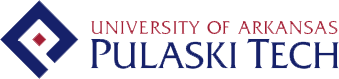 UNIVERSITY OF ARKANSAS
PULASKI TECH